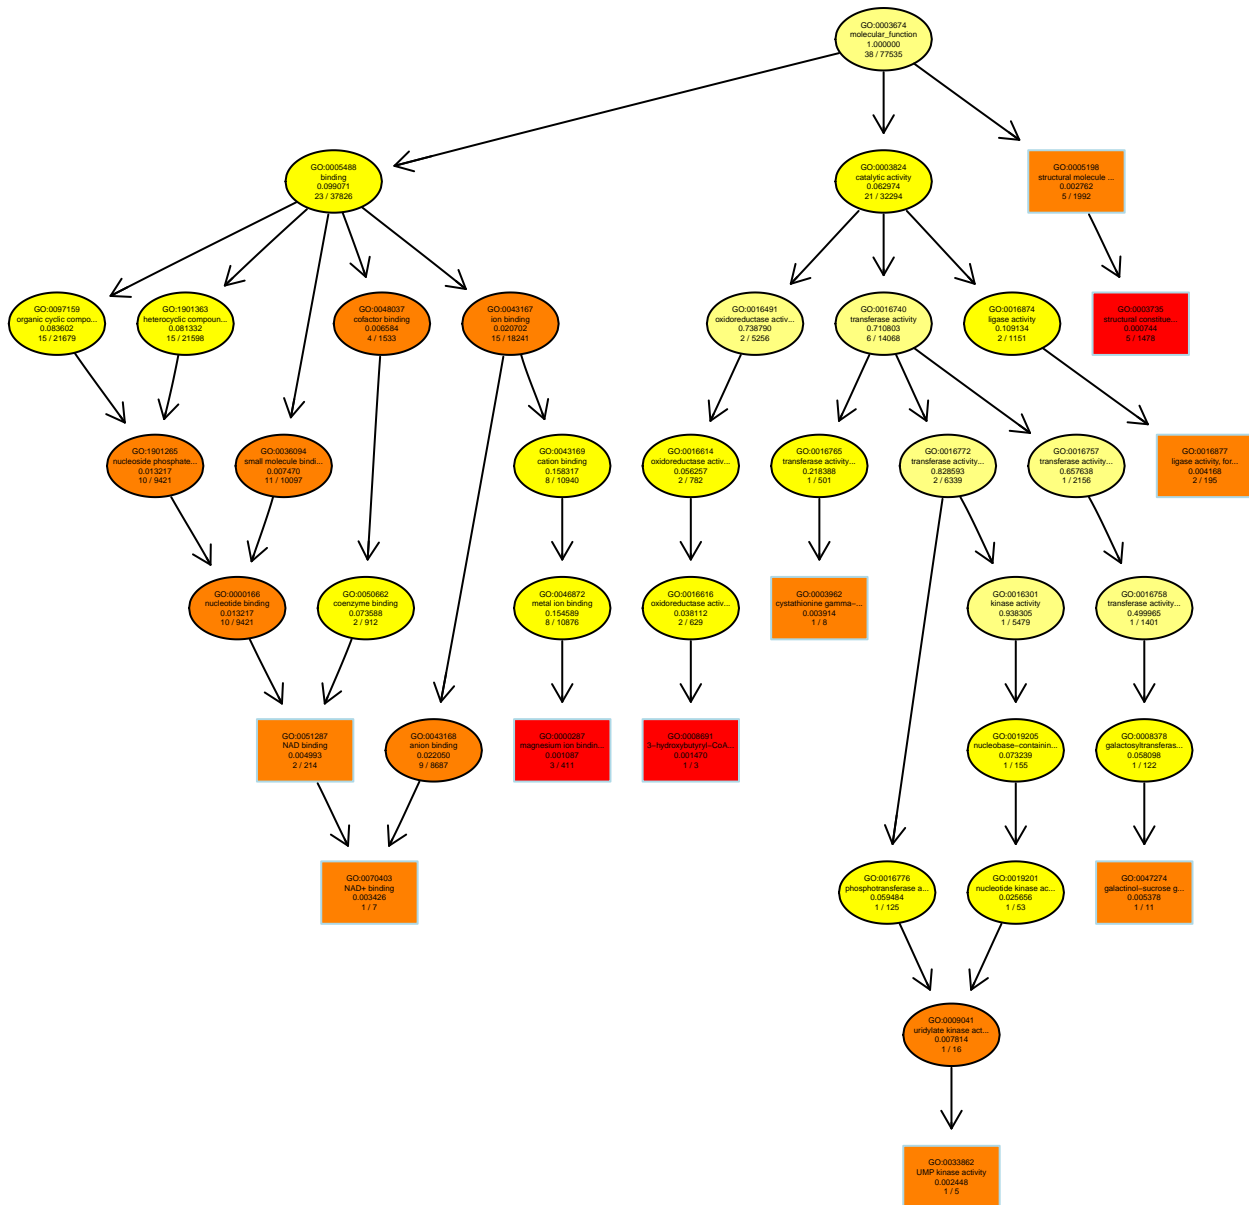 GO:0003674
molecular_function
1.000000
38 / 77535
GO:0005488
binding
0.099071
23 / 37826
GO:0003824
catalytic activity
0.062974
21 / 32294
GO:0005198
structural molecule ...
0.002762
5 / 1992
GO:0097159
organic cyclic compo...
0.083602
15 / 21679
GO:1901363
heterocyclic compoun...
0.081332
15 / 21598
GO:0048037
cofactor binding
0.006584
4 / 1533
GO:0043167
ion binding
0.020702
15 / 18241
GO:0016491
oxidoreductase activ...
0.738790
2 / 5256
GO:0016740
transferase activity
0.710803
6 / 14068
GO:0016874
ligase activity
0.109134
2 / 1151
GO:0003735
structural constitue...
0.000744
5 / 1478
GO:1901265
nucleoside phosphate...
0.013217
10 / 9421
GO:0036094
small molecule bindi...
0.007470
11 / 10097
GO:0043169
cation binding
0.158317
8 / 10940
GO:0016614
oxidoreductase activ...
0.056257
2 / 782
GO:0016765
transferase activity...
0.218388
1 / 501
GO:0016772
transferase activity...
0.828593
2 / 6339
GO:0016757
transferase activity...
0.657638
1 / 2156
GO:0016877
ligase activity, for...
0.004168
2 / 195
GO:0000166
nucleotide binding
0.013217
10 / 9421
GO:0050662
coenzyme binding
0.073588
2 / 912
GO:0046872
metal ion binding
0.154589
8 / 10876
GO:0016616
oxidoreductase activ...
0.038112
2 / 629
GO:0003962
cystathionine gamma−...
0.003914
1 / 8
GO:0016301
kinase activity
0.938305
1 / 5479
GO:0016758
transferase activity...
0.499965
1 / 1401
GO:0051287
NAD binding
0.004993
2 / 214
GO:0043168
anion binding
0.022050
9 / 8687
GO:0000287
magnesium ion bindin...
0.001087
3 / 411
GO:0008691
3−hydroxybutyryl−CoA...
0.001470
1 / 3
GO:0019205
nucleobase−containin...
0.073239
1 / 155
GO:0008378
galactosyltransferas...
0.058098
1 / 122
GO:0070403
NAD+ binding
0.003426
1 / 7
GO:0016776
phosphotransferase a...
0.059484
1 / 125
GO:0019201
nucleotide kinase ac...
0.025656
1 / 53
GO:0047274
galactinol−sucrose g...
0.005378
1 / 11
GO:0009041
uridylate kinase act...
0.007814
1 / 16
GO:0033862
UMP kinase activity
0.002448
1 / 5